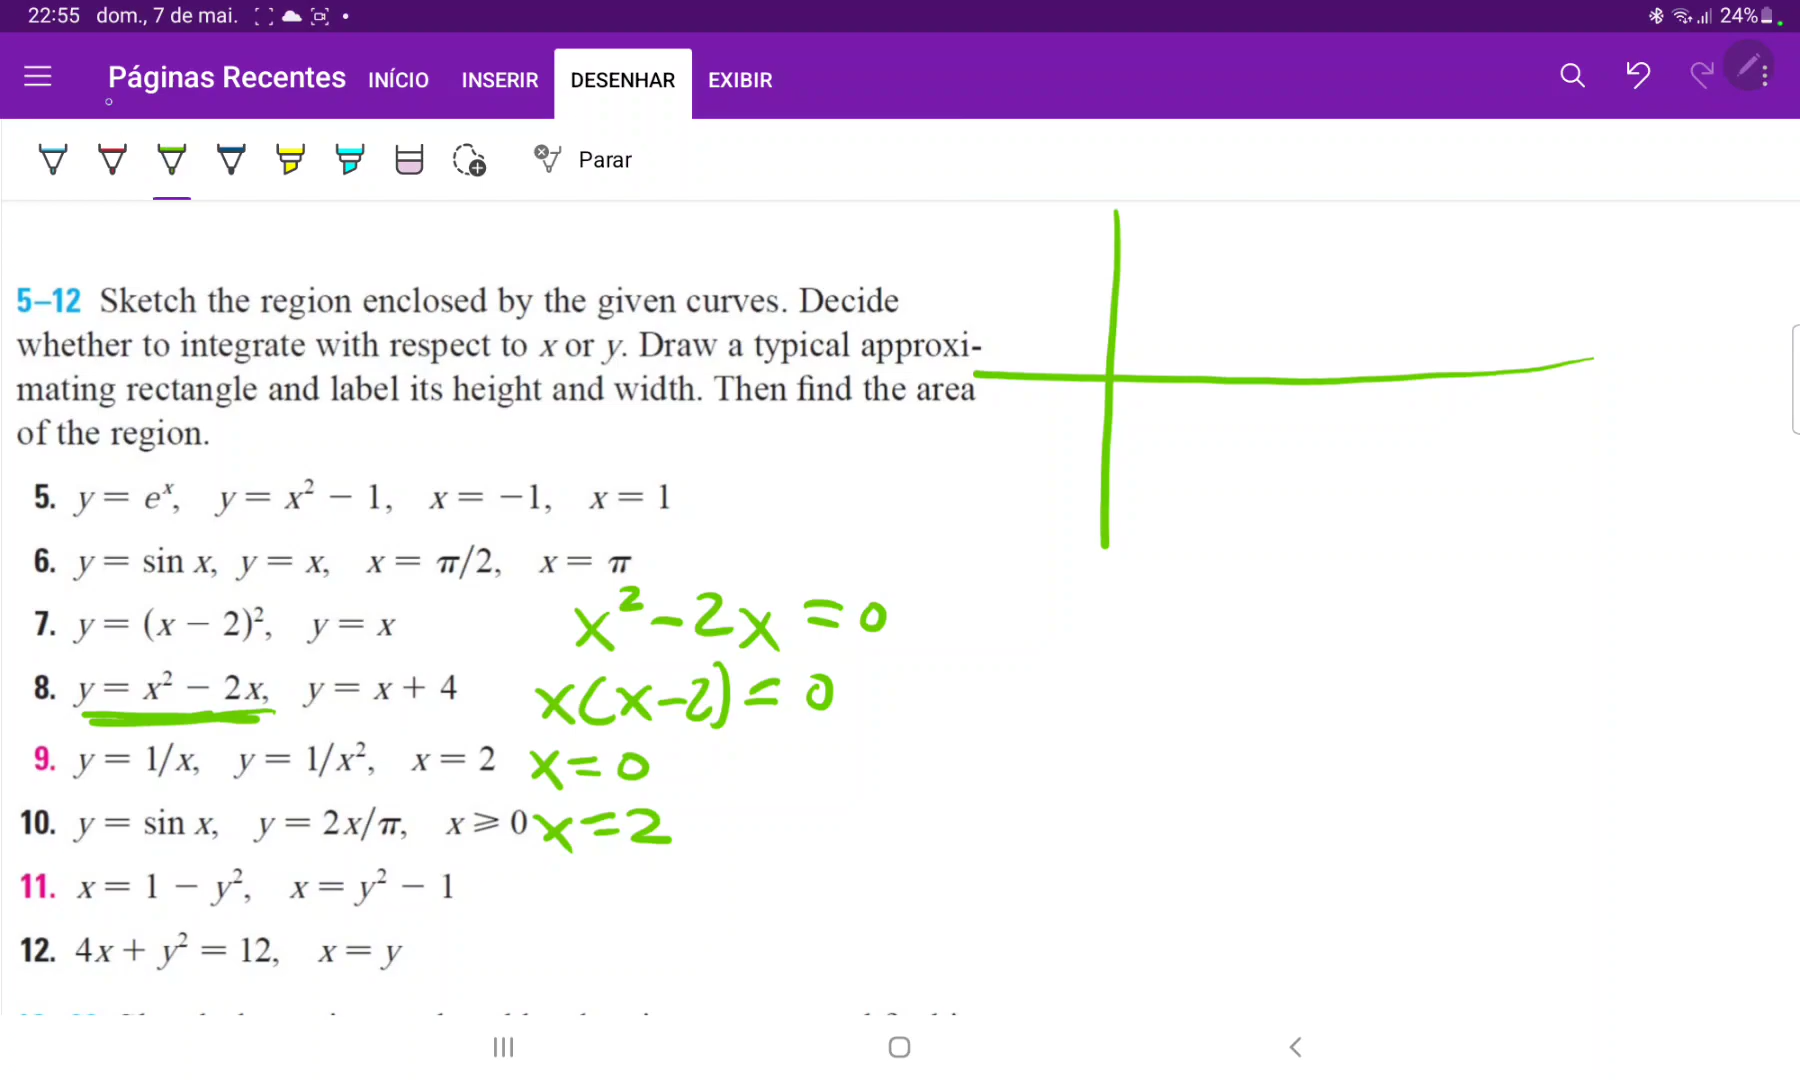 22:55 dom., 7 de mai. 24%
Páginas Recentes INÍCIO INSERIR DESENHAR EXIBIR
Parar
5–12 Sketch the region enclosed by the given curves. Decide
whether to integrate with respect to x or y. Draw a typical approxi-
mating rectangle and label its height and width. Then find the area
of the region.
5. y = eˣ, y = x² − 1, x = −1, x = 1
6. y = sin x, y = x, x = π/2, x = π
7. y = (x − 2)², y = x
x² − 2x = 0
8. y = x² − 2x, y = x + 4
x(x−2) = 0
9. y = 1/x, y = 1/x², x = 2
x = 0
10. y = sin x, y = 2x/π, x ⩾ 0
x = 2
11. x = 1 − y², x = y² − 1
12. 4x + y² = 12, x = y